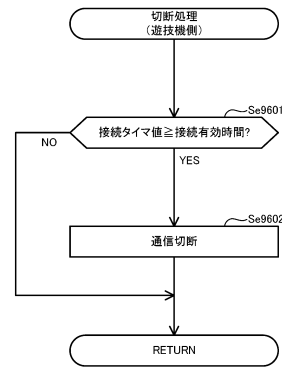 切断処理
（遊技機側）
Se9601
接続タイマ値≧接続有効時間?
NO
YES
Se9602
通信切断
RETURN